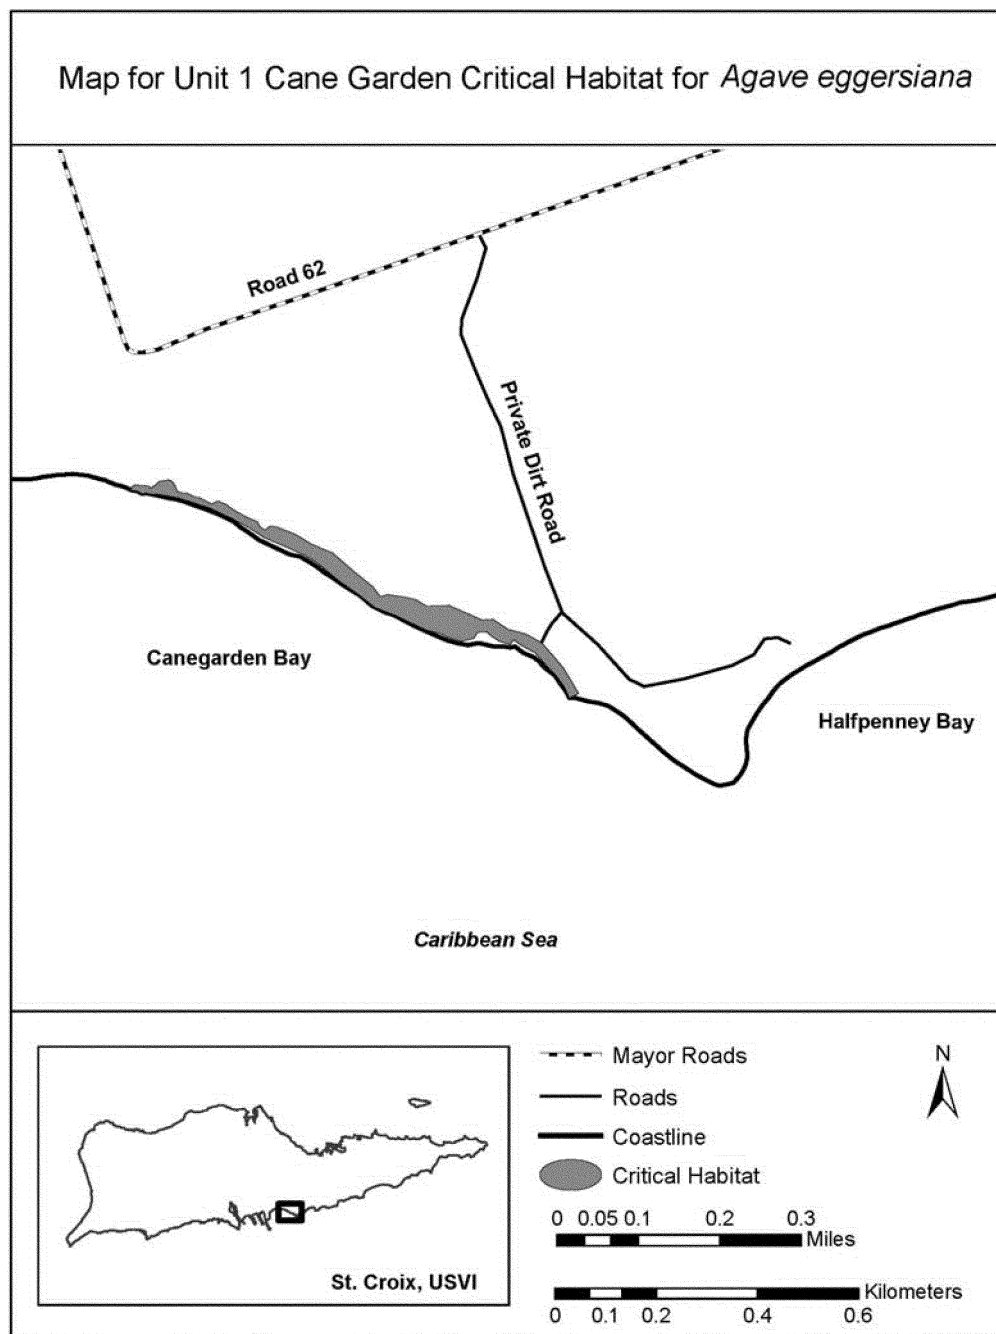 Map for Unit 1 Cane Garden Critical Habitat for Agave eggersiana
Road 62
Private Dirt Road
Canegarden Bay
Halfpenney Bay
Caribbean Sea
St. Croix, USVI
Mayor Roads
Roads
Coastline
Critical Habitat
N
0 0.05 0.1 0.2 0.3
Miles
Kilometers
0 0.1 0.2 0.4 0.6